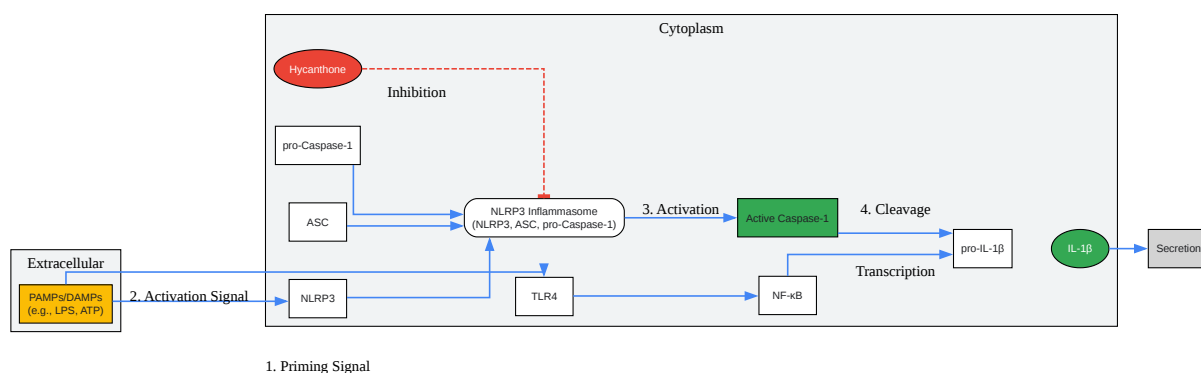 Cytoplasm
Hycanthone
Inhibition
pro-Caspase-1
ASC
NLRP3 Inflammasome
(NLRP3, ASC, pro-Caspase-1)
3. Activation
Active Caspase-1
4. Cleavage
pro-IL-1β
IL-1β
Secretion
Extracellular
PAMPs/DAMPs
(e.g., LPS, ATP)
2. Activation Signal
NLRP3
TLR4
NF-κB
Transcription
1. Priming Signal